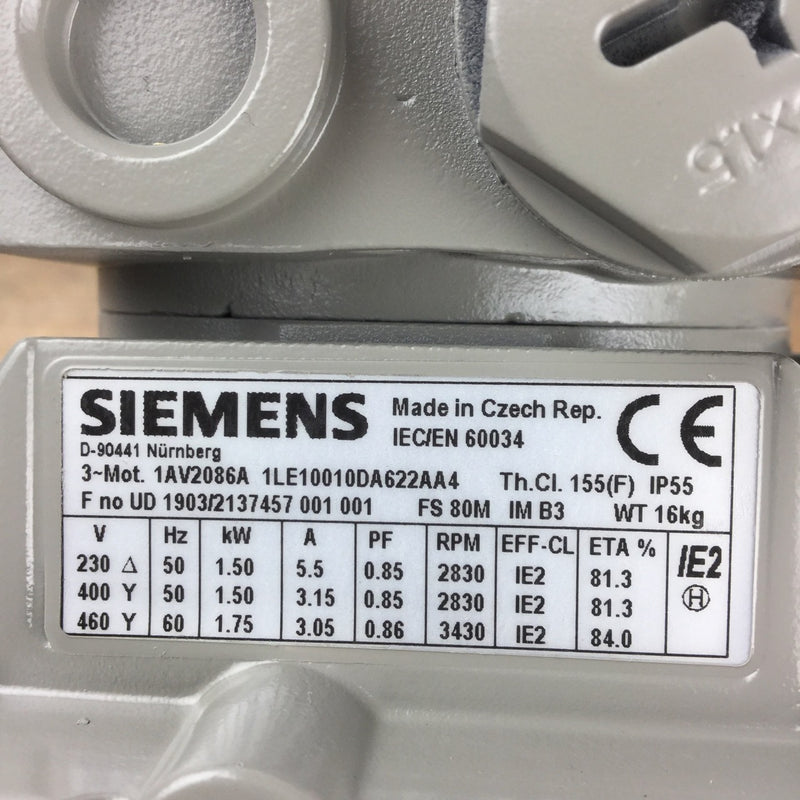 X1.5
SIEMENS
Made in Czech Rep.
IEC/EN 60034
CE
D-90441 Nürnberg
3~Mot. 1AV2086A 1LE10010DA622AA4 Th.Cl. 155(F) IP55
F no UD 1903/2137457 001 001 FS 80M IM B3 WT 16kg
V Hz kW A PF RPM EFF-CL ETA % IE2
230 Δ 50 1.50 5.5 0.85 2830 IE2 81.3
400 Y 50 1.50 3.15 0.85 2830 IE2 81.3
460 Y 60 1.75 3.05 0.86 3430 IE2 84.0
H